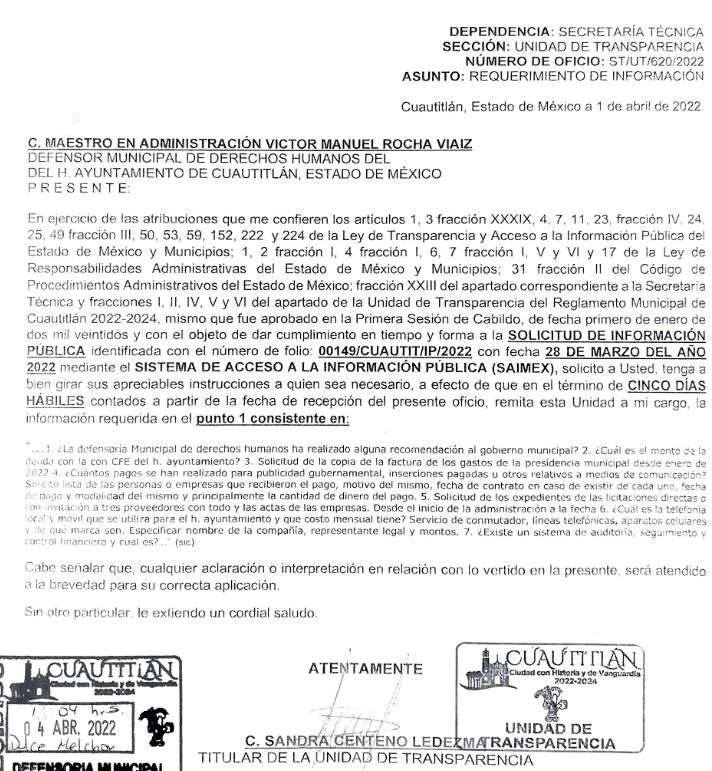 DEPENDENCIA: SECRETARÍA TÉCNICA
SECCIÓN: UNIDAD DE TRANSPARENCIA
NÚMERO DE OFICIO: ST/UT/620/2022
ASUNTO: REQUERIMIENTO DE INFORMACIÓN
Cuautitlán, Estado de México a 1 de abril de 2022.
C. MAESTRO EN ADMINISTRACIÓN VICTOR MANUEL ROCHA VIAIZ
DEFENSOR MUNICIPAL DE DERECHOS HUMANOS DEL
DEL H. AYUNTAMIENTO DE CUAUTITLÁN, ESTADO DE MÉXICO
P R E S E N T E:
En ejercicio de las atribuciones que me confieren los artículos 1, 3 fracción XXXIX, 4, 7, 11, 23, fracción IV, 24,
25, 49 fracción III, 50, 53, 59, 152, 222 y 224 de la Ley de Transparencia y Acceso a la Información Pública del
Estado de México y Municipios; 1, 2 fracción I, 4 fracción I, 6, 7 fracción I, V y VI y 17 de la Ley de
Responsabilidades Administrativas del Estado de México y Municipios; 31 fracción II del Código de
Procedimientos Administrativos del Estado de México; fracción XXIII del apartado correspondiente a la Secretaría
Técnica y fracciones I, II, IV, V y VI del apartado de la Unidad de Transparencia del Reglamento Municipal de
Cuautitlán 2022-2024, mismo que fue aprobado en la Primera Sesión de Cabildo, de fecha primero de enero de
dos mil veintidós y con el objeto de dar cumplimiento en tiempo y forma a la SOLICITUD DE INFORMACIÓN
PÚBLICA identificada con el número de folio: 00149/CUAUTIT/IP/2022 con fecha 28 DE MARZO DEL AÑO
2022 mediante el SISTEMA DE ACCESO A LA INFORMACIÓN PÚBLICA (SAIMEX), solicito a Usted, tenga a
bien girar sus apreciables instrucciones a quien sea necesario, a efecto de que en el término de CINCO DÍAS
HÁBILES contados a partir de la fecha de recepción del presente oficio, remita esta Unidad a mi cargo, la
información requerida en el punto 1 consistente en:
"...1. ¿La defensoría Municipal de derechos humanos ha realizado alguna recomendación al gobierno municipal? 2. ¿Cuál es el monto de la
deuda con la con CFE del h. ayuntamiento? 3. Solicitud de la copia de la factura de los gastos de la presidencia municipal desde enero de
2022 4. ¿Cuántos pagos se han realizado para publicidad gubernamental, inserciones pagadas u otros relativos a medios de comunicación?
Solicito lista de las personas o empresas que recibieron el pago, motivo del mismo, fecha de contrato en caso de existir de cada uno, fecha
de pago y modalidad del mismo y principalmente la cantidad de dinero del pago. 5. Solicitud de los expedientes de las licitaciones directas o
con invitación a tres proveedores con todo y las actas de las empresas. Desde el inicio de la administración a la fecha 6. ¿Cuál es la telefonía
local y móvil que se utiliza para el h. ayuntamiento y que costo mensual tiene? Servicio de conmutador, líneas telefónicas, aparatos celulares
y de qué marca son. Especificar nombre de la compañía, representante legal y montos. 7. ¿Existe un sistema de auditoría, seguimiento y
control financiero y cual es?..." (sic)
Cabe señalar que, cualquier aclaración o interpretación en relación con lo vertido en la presente, será atendido
a la brevedad para su correcta aplicación.
Sin otro particular, le extiendo un cordial saludo.
CUAUTITLÁN
Ciudad con Historia y de Vanguardia
2022-2024
13:04 h.s.
04 ABR. 2022
Dulce Melchor
DEFENSORIA MUNICIPAL
ATENTAMENTE
CUAUTITLÁN
Ciudad con Historia y de Vanguardia
2022-2024
UNIDAD DE
TRANSPARENCIA
C. SANDRA CENTENO LEDEZMA
TITULAR DE LA UNIDAD DE TRANSPARENCIA